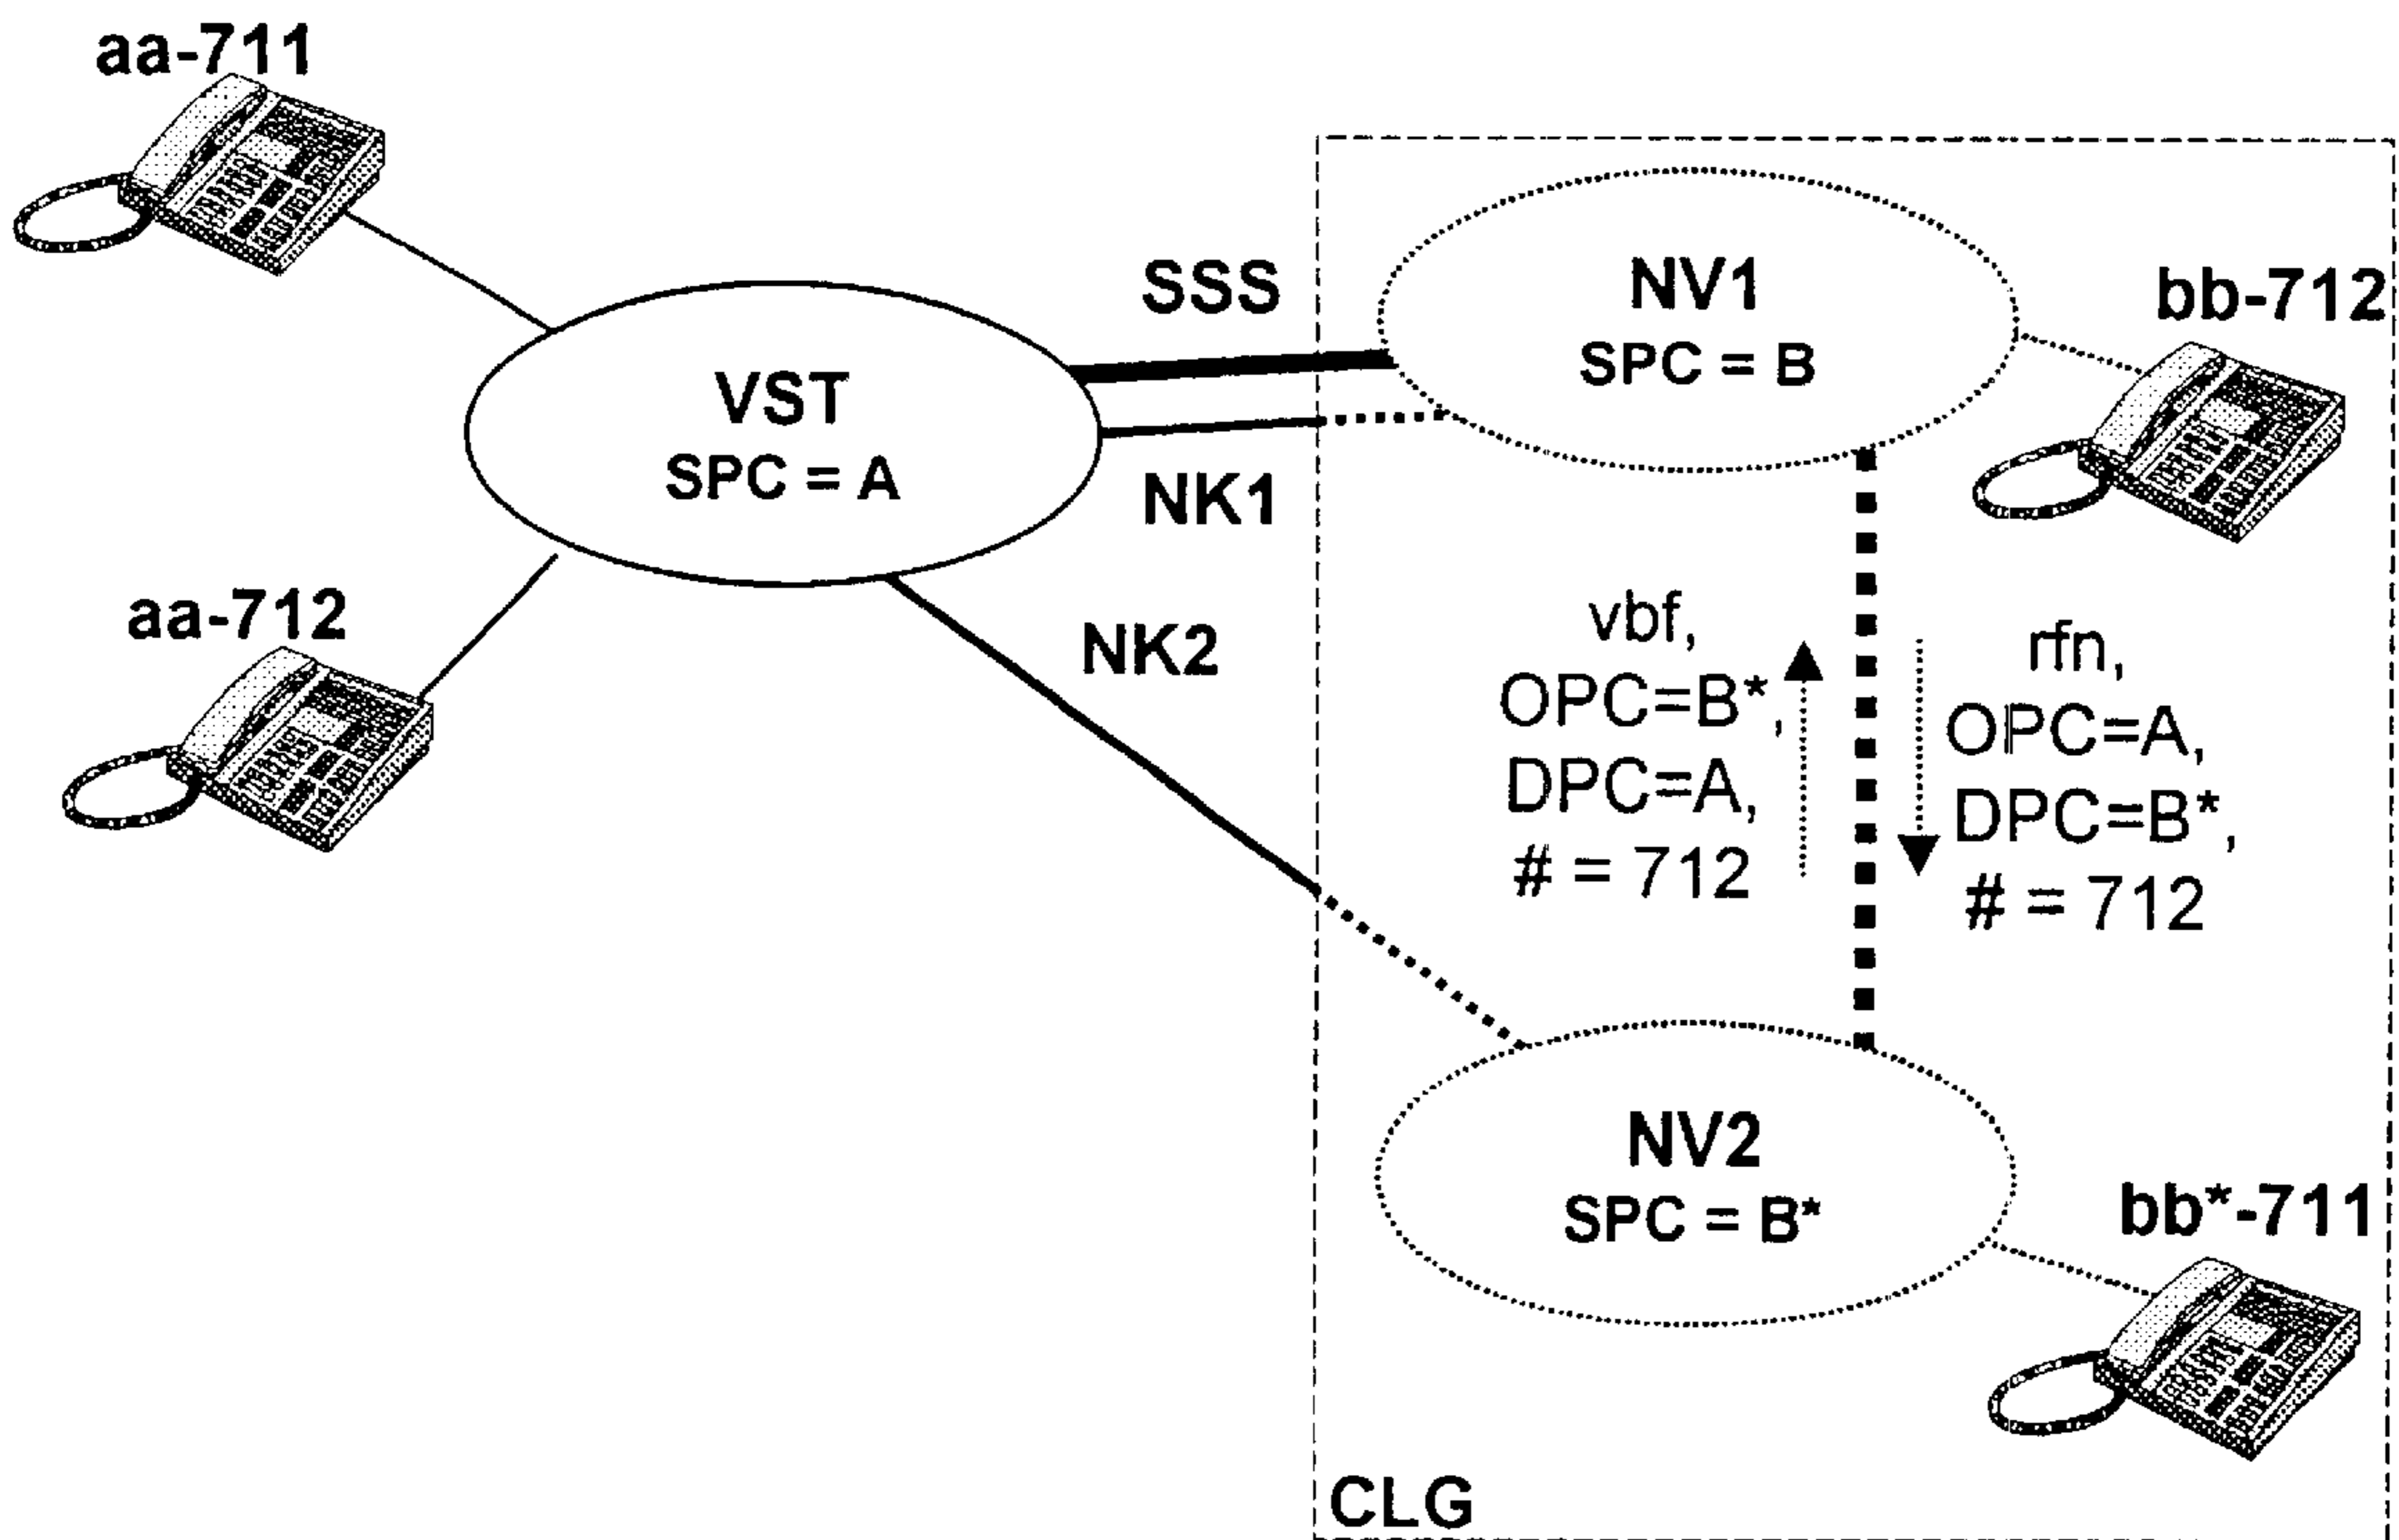 aa-711
SSS
NV1
SPC = B
bb-712
VST
SPC = A
NK1
aa-712
NK2
vbf,
OPC=B*,
DPC=A,
# = 712
rfn,
OPC=A,
DPC=B*,
# = 712
NV2
SPC = B*
bb*-711
CLG